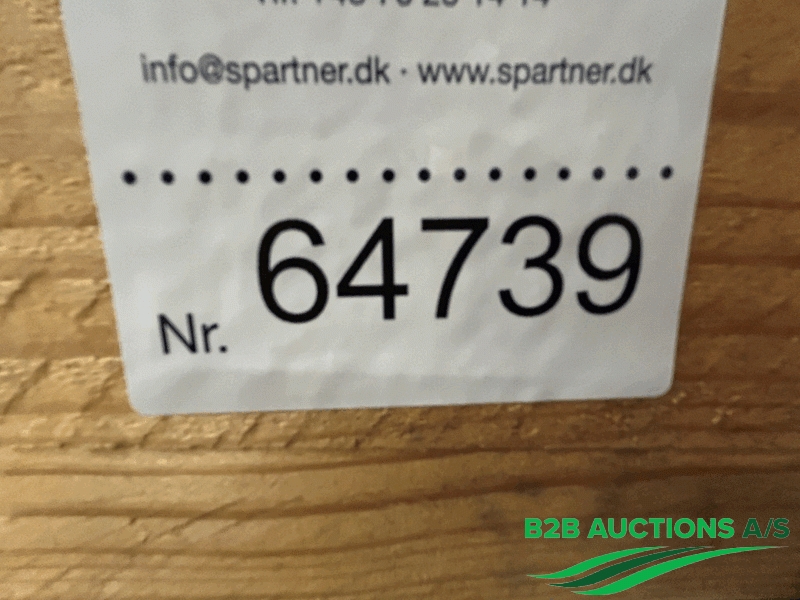 info@spartner.dk · www.spartner.dk
Nr. 64739
B2B AUCTIONS A/S